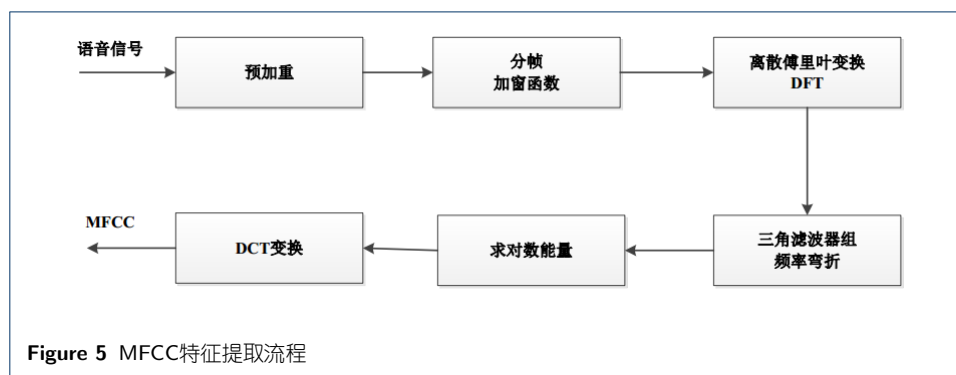 语音信号
预加重
分帧
加窗函数
离散傅里叶变换
DFT
三角滤波器组
频率弯折
求对数能量
DCT变换
MFCC
Figure 5 MFCC特征提取流程